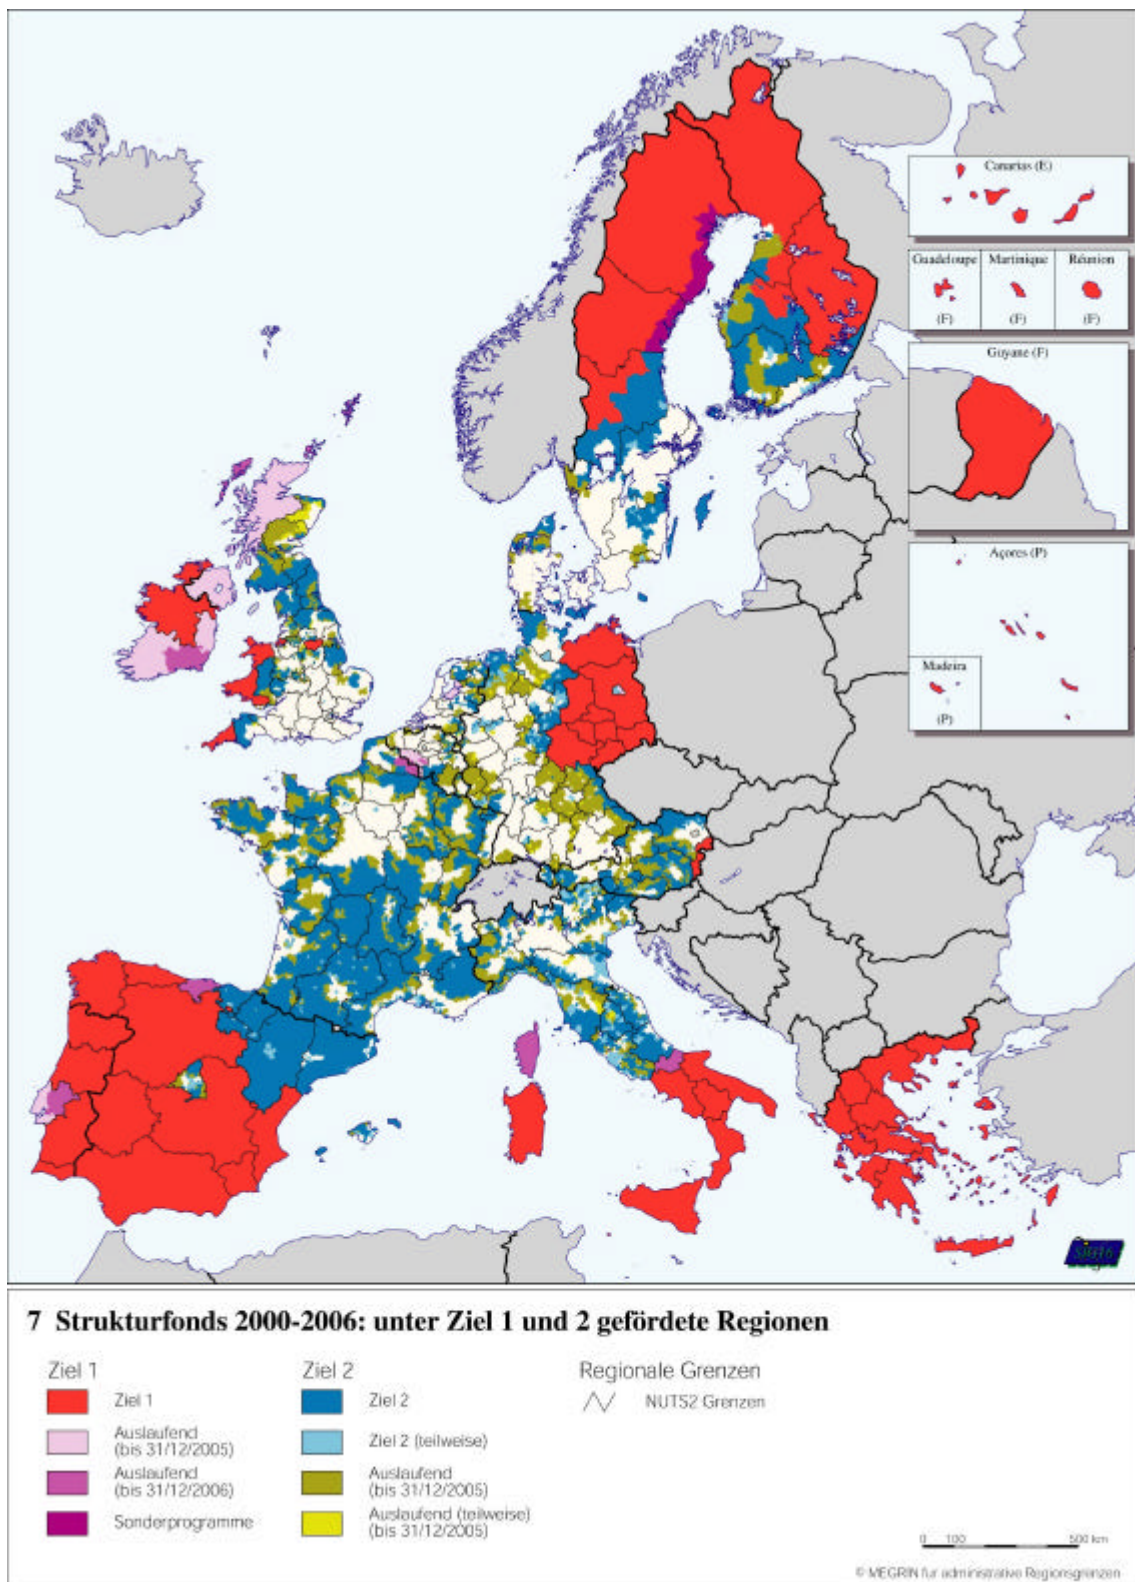 Canarias (E)
Guadeloupe
Martinique
Réunion
(F)
(F)
(F)
Guyane (F)
Açores (P)
Madeira
(P)
7 Strukturfonds 2000-2006: unter Ziel 1 und 2 gefördete Regionen
Ziel 1
Ziel 1
Auslaufend
(bis 31/12/2005)
Auslaufend
(bis 31/12/2006)
Sonderprogramme
Ziel 2
Ziel 2
Ziel 2 (teilweise)
Auslaufend
(bis 31/12/2005)
Auslaufend (teilweise)
(bis 31/12/2005)
Regionale Grenzen
NUTS2 Grenzen
0 100 500 km
© MEGRIN für administrative Regionsgrenzen